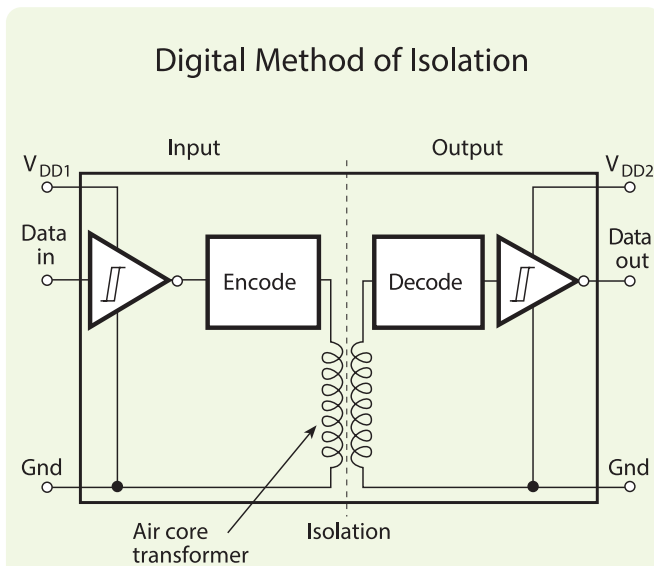 Digital Method of Isolation
Input
Output
V DD1
V DD2
Data
in
Encode
Decode
Data
out
Gnd
Gnd
Air core
transformer
Isolation